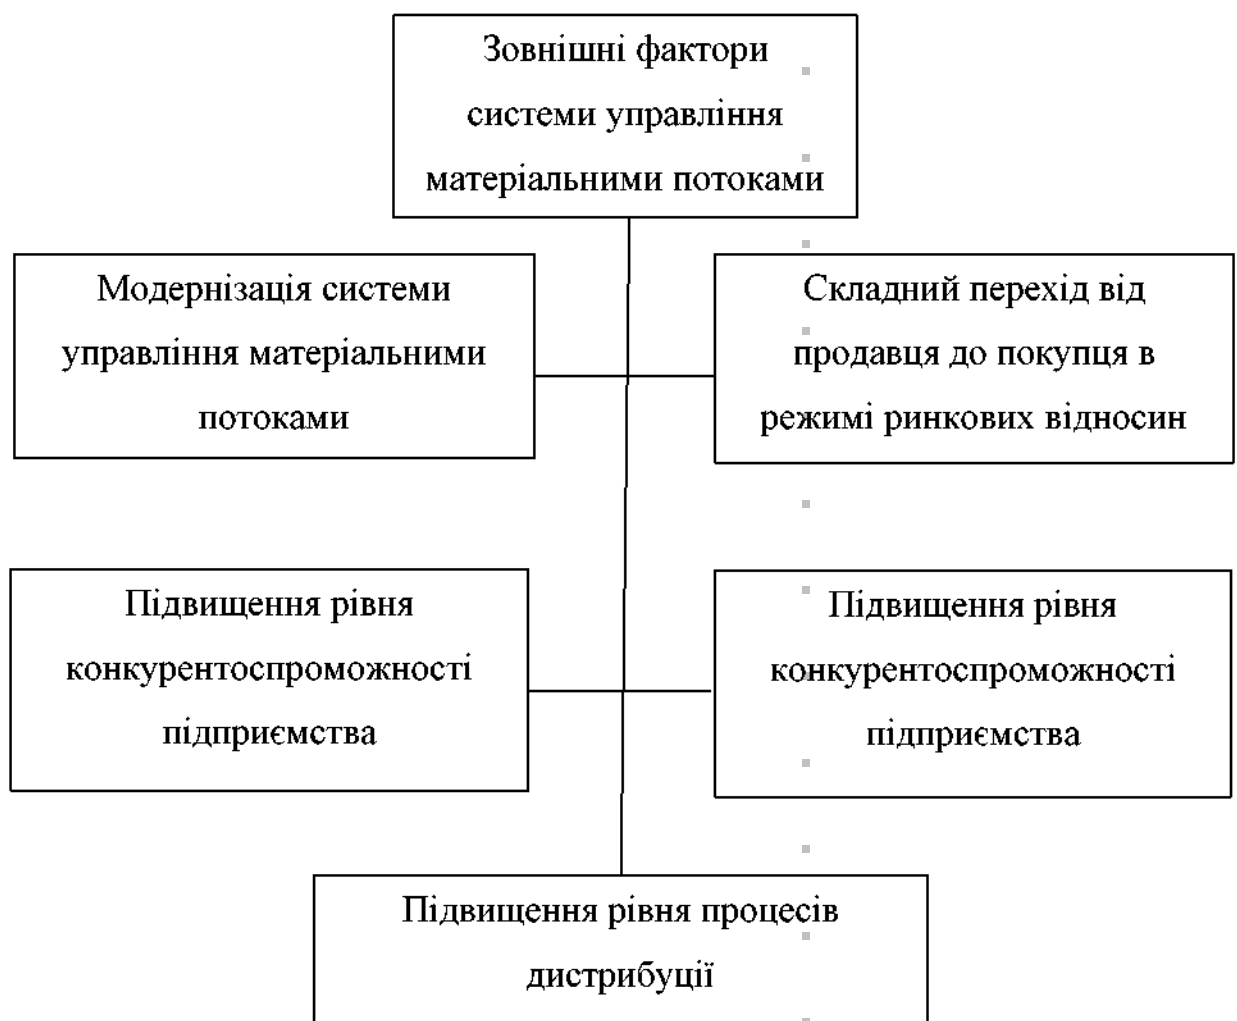 Зовнішні фактори
системи управління
матеріальними потоками
Модернізація системи
управління матеріальними
потоками
Складний перехід від
продавця до покупця в
режимі ринкових відносин
Підвищення рівня
конкурентоспроможності
підприємства
Підвищення рівня
конкурентоспроможності
підприємства
Підвищення рівня процесів
дистрибуції